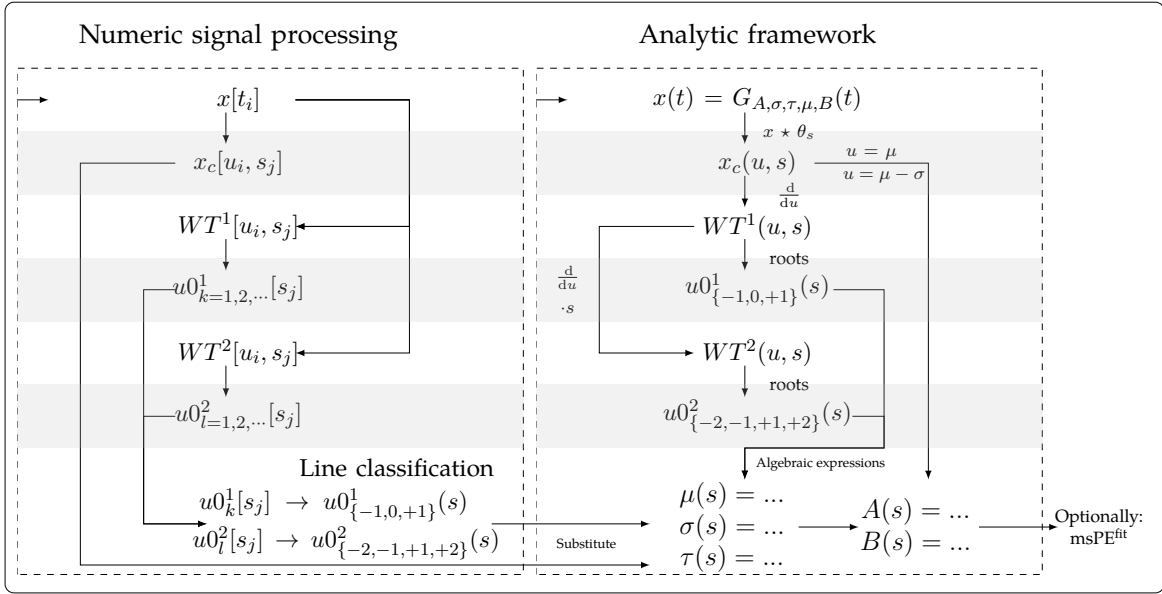 Numeric signal processing
x[t_i]
x_c[u_i, s_j]
WT^1[u_i, s_j]
u0^1_{k=1,2,...}[s_j]
WT^2[u_i, s_j]
u0^2_{l=1,2,...}[s_j]
Line classification
u0^1_k[s_j] → u0^1_{{-1,0,+1}}(s)
u0^2_l[s_j] → u0^2_{{-2,-1,+1,+2}}(s)
Substitute
Analytic framework
x(t) = G_{A,σ,τ,μ,B}(t)
x ⋆ θ_s
x_c(u, s)
u = μ
u = μ − σ
d/du
WT^1(u, s)
roots
u0^1_{{-1,0,+1}}(s)
d/du
·s
WT^2(u, s)
roots
u0^2_{{-2,-1,+1,+2}}(s)
Algebraic expressions
μ(s) = ...
σ(s) = ...
τ(s) = ...
A(s) = ...
B(s) = ...
Optionally:
msPE^fit